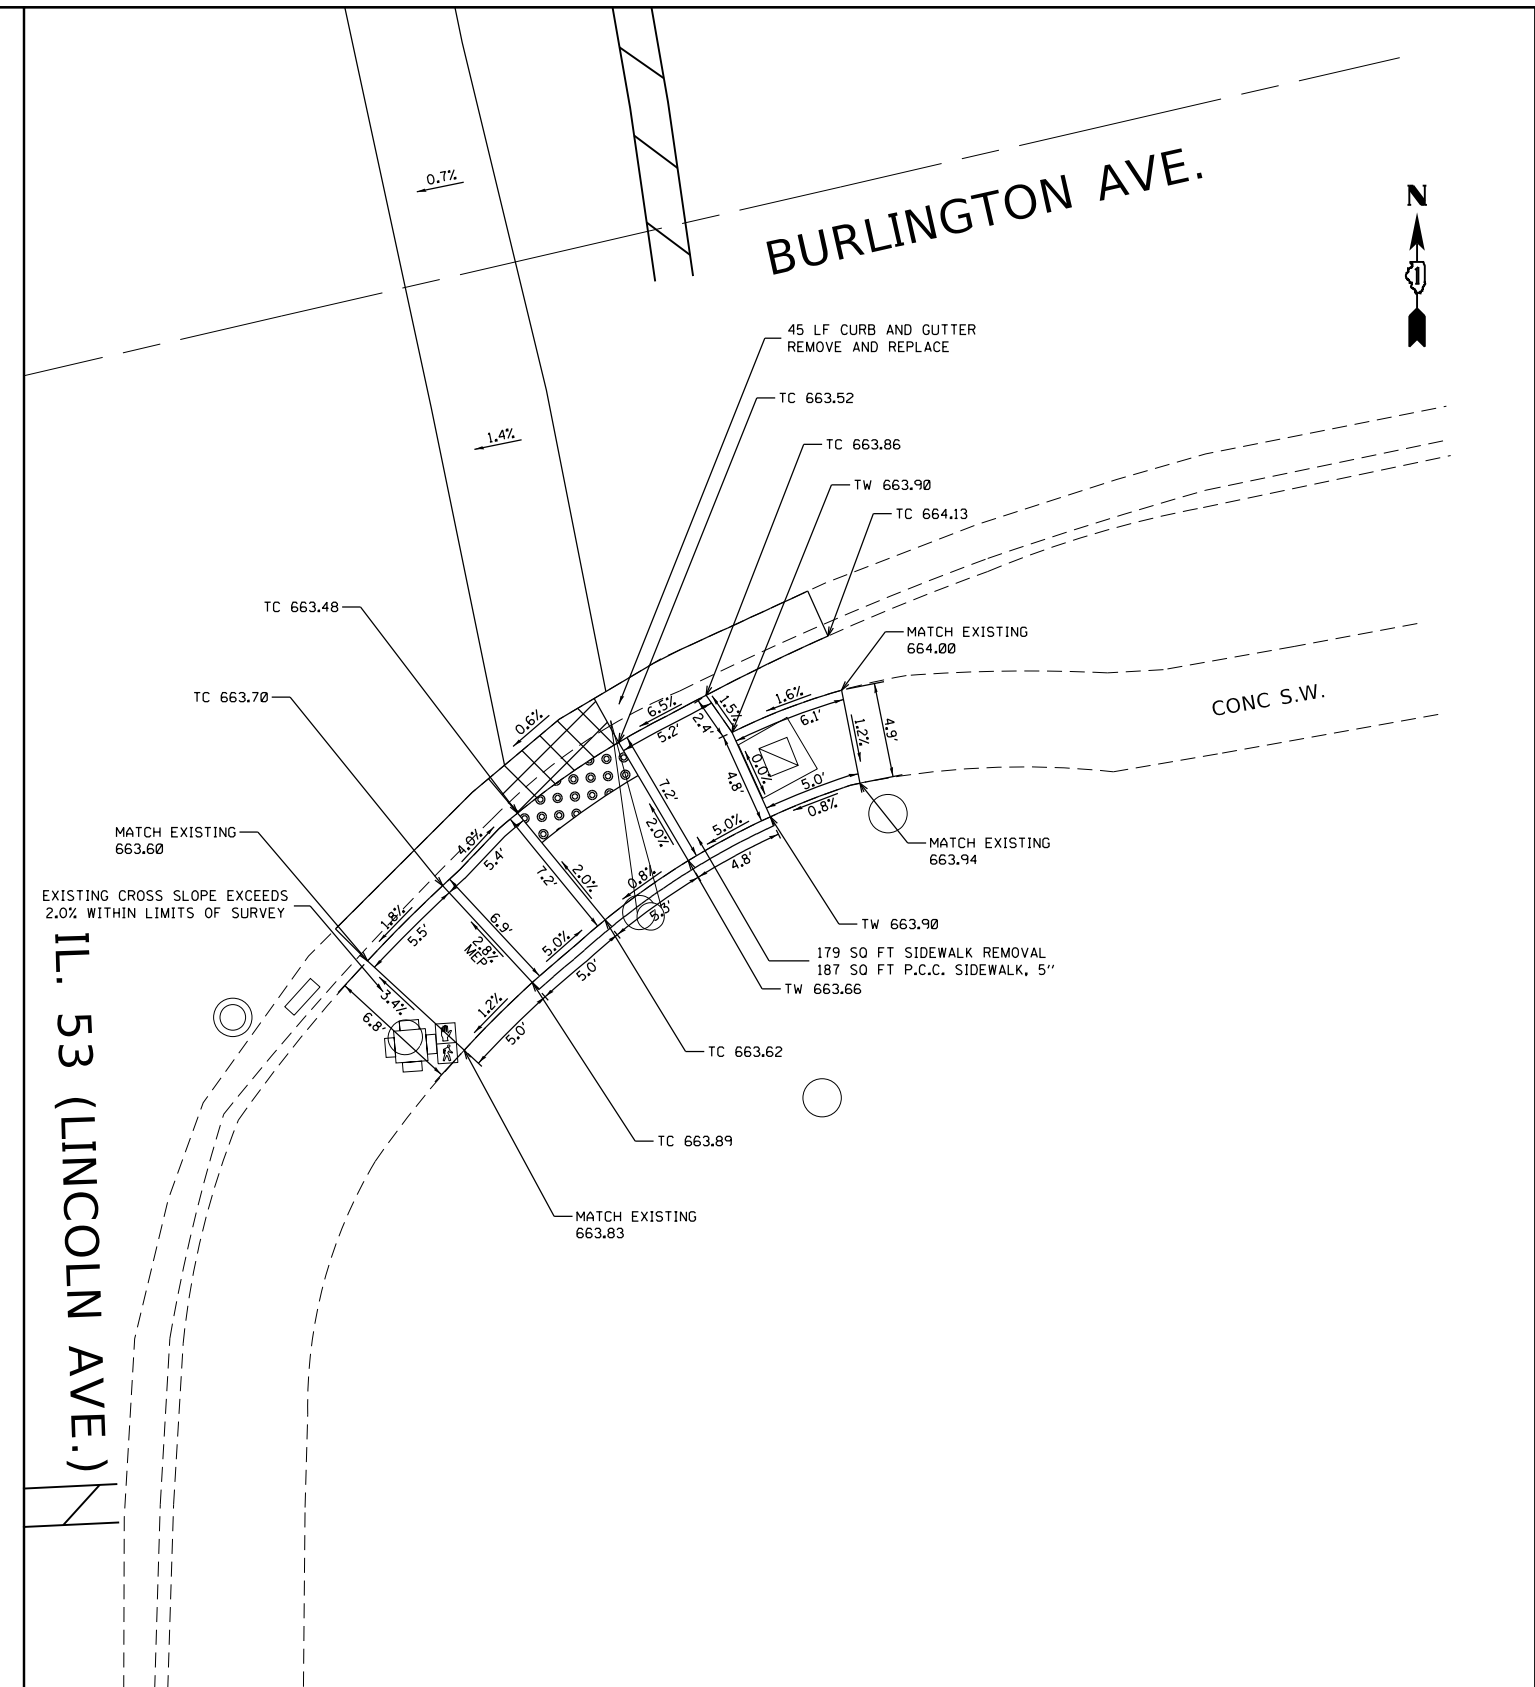 0.7%
BURLINGTON AVE.
N
1
45 LF CURB AND GUTTER
REMOVE AND REPLACE
TC 663.52
1.4%
TC 663.86
TW 663.90
TC 664.13
TC 663.48
MATCH EXISTING
664.00
TC 663.70
CONC S.W.
0.6%
6.5%
5.2'
1.5%
2.4'
1.6%
6.1'
1.2%
4.9'
0.0%
4.8'
5.0'
0.8%
7.2'
2.0%
5.0%
4.8'
MATCH EXISTING
663.60
4.0%
5.4'
7.2'
2.0%
0.8%
5.3'
MATCH EXISTING
663.94
EXISTING CROSS SLOPE EXCEEDS
2.0% WITHIN LIMITS OF SURVEY
1.8%
5.5'
6.9'
2.8%
MEP
5.0%
5.0'
TW 663.90
179 SQ FT SIDEWALK REMOVAL
187 SQ FT P.C.C. SIDEWALK, 5"
TW 663.66
3.4%
6.8'
1.2%
5.0'
TC 663.62
TC 663.89
MATCH EXISTING
663.83
IL. 53 (LINCOLN AVE.)